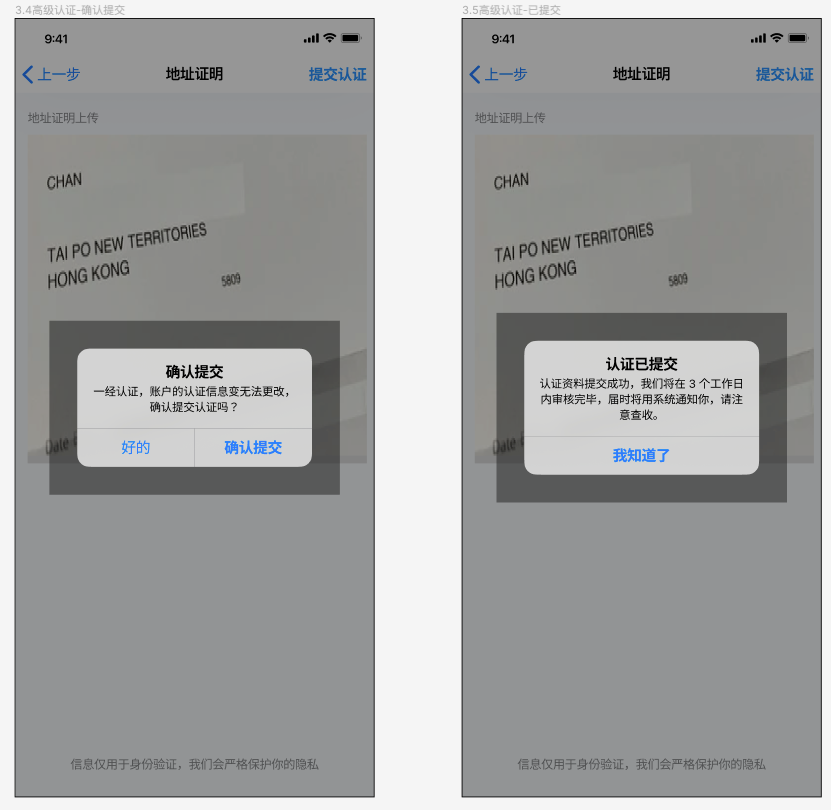 3.4高级认证-确认提交
9:41
上一步
地址证明
提交认证
地址证明上传
CHAN
TAI PO NEW TERRITORIES
HONG KONG
5809
确认提交
一经认证，账户的认证信息变无法更改，
确认提交认证吗？
好的
确认提交
Date
信息仅用于身份验证，我们会严格保护你的隐私
3.5高级认证-已提交
9:41
上一步
地址证明
提交认证
地址证明上传
CHAN
TAI PO NEW TERRITORIES
HONG KONG
5809
认证已提交
认证资料提交成功，我们将在 3 个工作日
内审核完毕，届时将用系统通知你，请注
意查收。
我知道了
Date
信息仅用于身份验证，我们会严格保护你的隐私